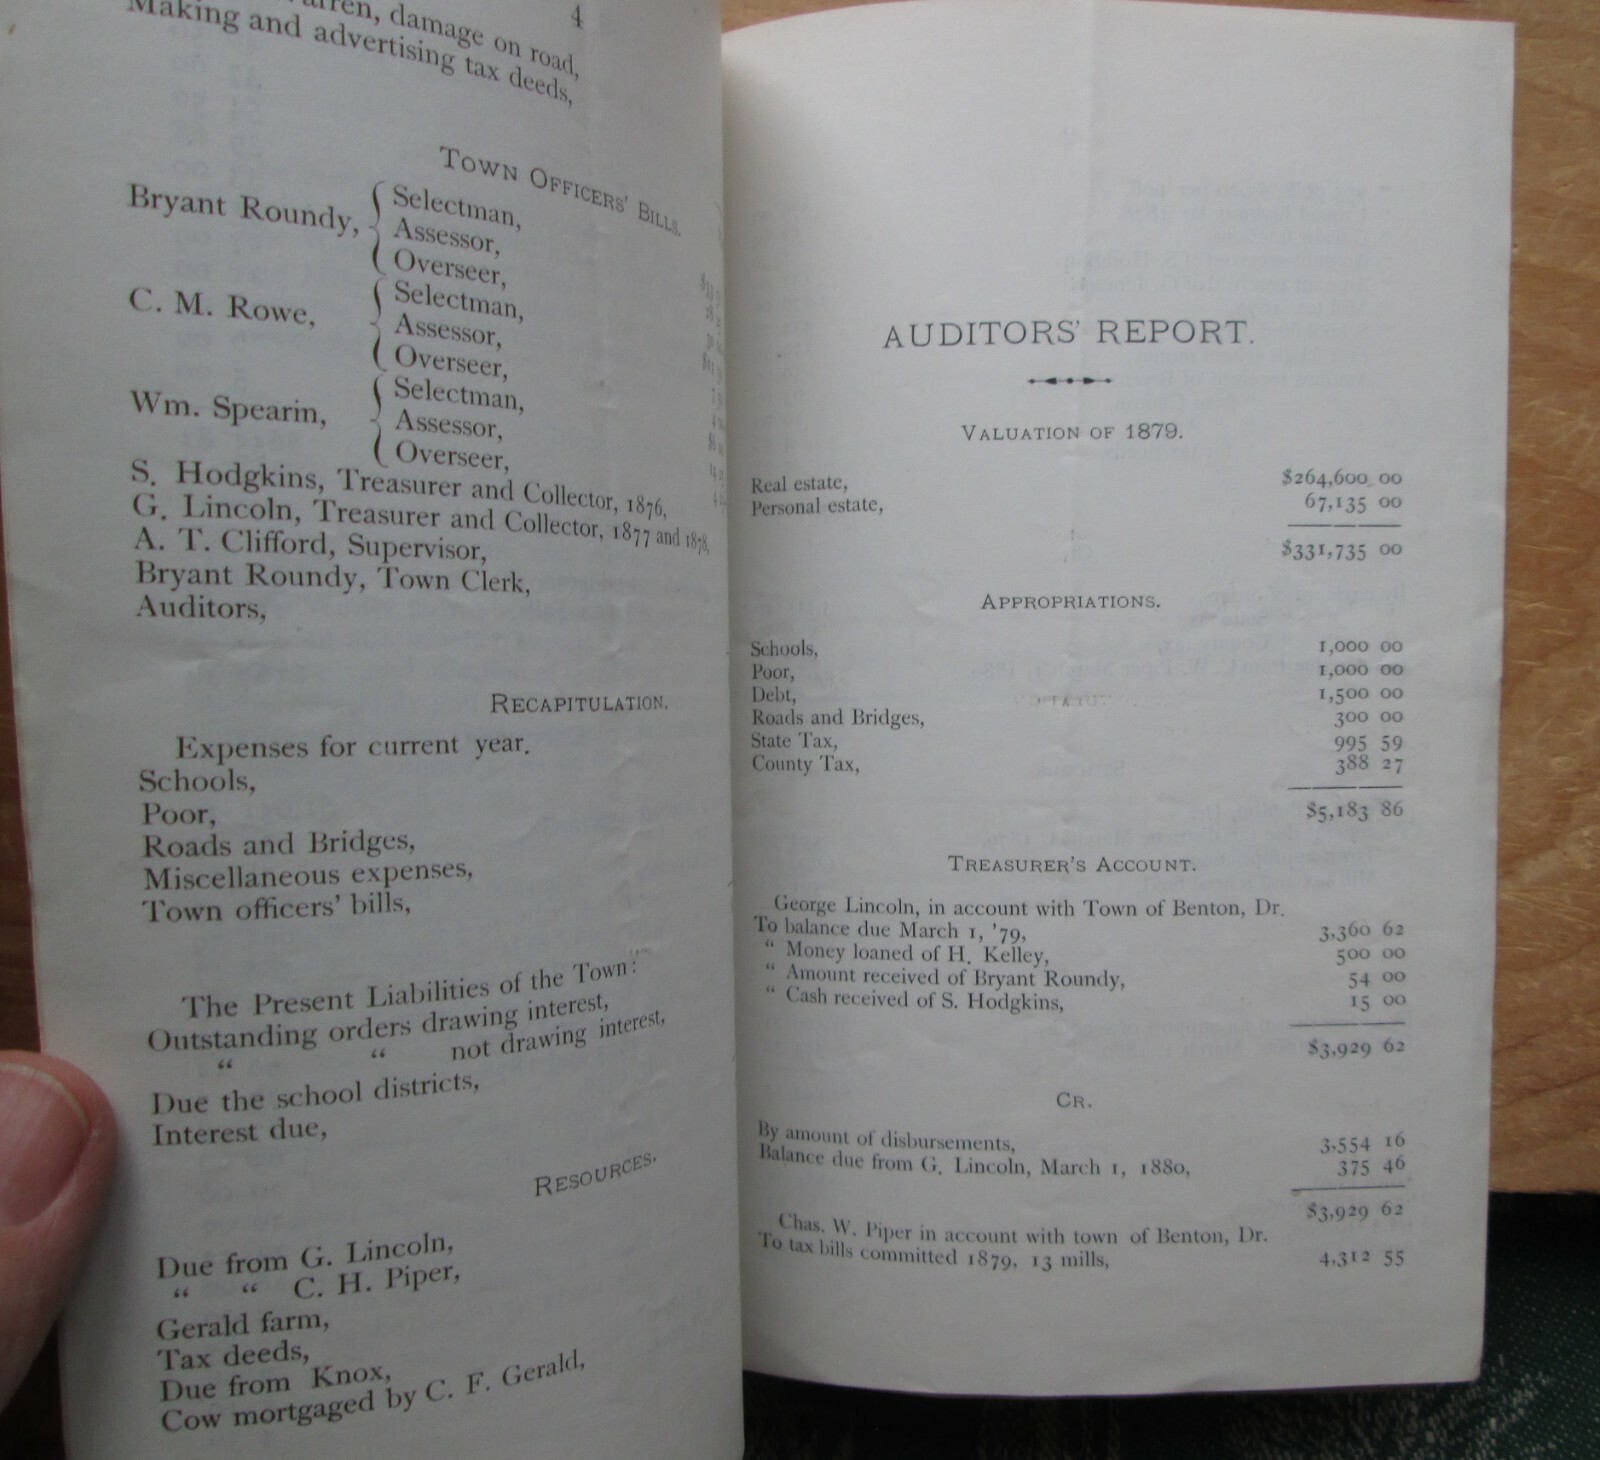 4
damage on road,
Making and advertising tax deeds,
TOWN OFFICERS' BILLS.
Bryant Roundy, { Selectman,
Assessor,
Overseer,
C. M. Rowe, { Selectman,
Assessor,
Overseer,
Wm. Spearin, { Selectman,
Assessor,
Overseer,
S. Hodgkins, Treasurer and Collector, 1876,
G. Lincoln, Treasurer and Collector, 1877 and 1878,
A. T. Clifford, Supervisor,
Bryant Roundy, Town Clerk,
Auditors,
RECAPITULATION.
Expenses for current year.
Schools,
Poor,
Roads and Bridges,
Miscellaneous expenses,
Town officers' bills,
The Present Liabilities of the Town:
Outstanding orders drawing interest,
“ “ not drawing interest,
Due the school districts,
Interest due,
RESOURCES.
Due from G. Lincoln,
“ “ C. H. Piper,
Gerald farm,
Tax deeds,
Due from Knox,
Cow mortgaged by C. F. Gerald,
AUDITORS' REPORT.
VALUATION OF 1879.
Real estate, $264,600 00
Personal estate, 67,135 00
$331,735 00
APPROPRIATIONS.
Schools, 1,000 00
Poor, 1,000 00
Debt, 1,500 00
Roads and Bridges, 300 00
State Tax, 995 59
County Tax, 388 27
$5,183 86
TREASURER'S ACCOUNT.
George Lincoln, in account with Town of Benton, Dr.
To balance due March 1, '79, 3,360 62
“ Money loaned of H. Kelley, 500 00
“ Amount received of Bryant Roundy, 54 00
“ Cash received of S. Hodgkins, 15 00
$3,929 62
CR.
By amount of disbursements, 3,554 16
Balance due from G. Lincoln, March 1, 1880, 375 46
$3,929 62
Chas. W. Piper in account with town of Benton, Dr.
To tax bills committed 1879, 13 mills, 4,312 55